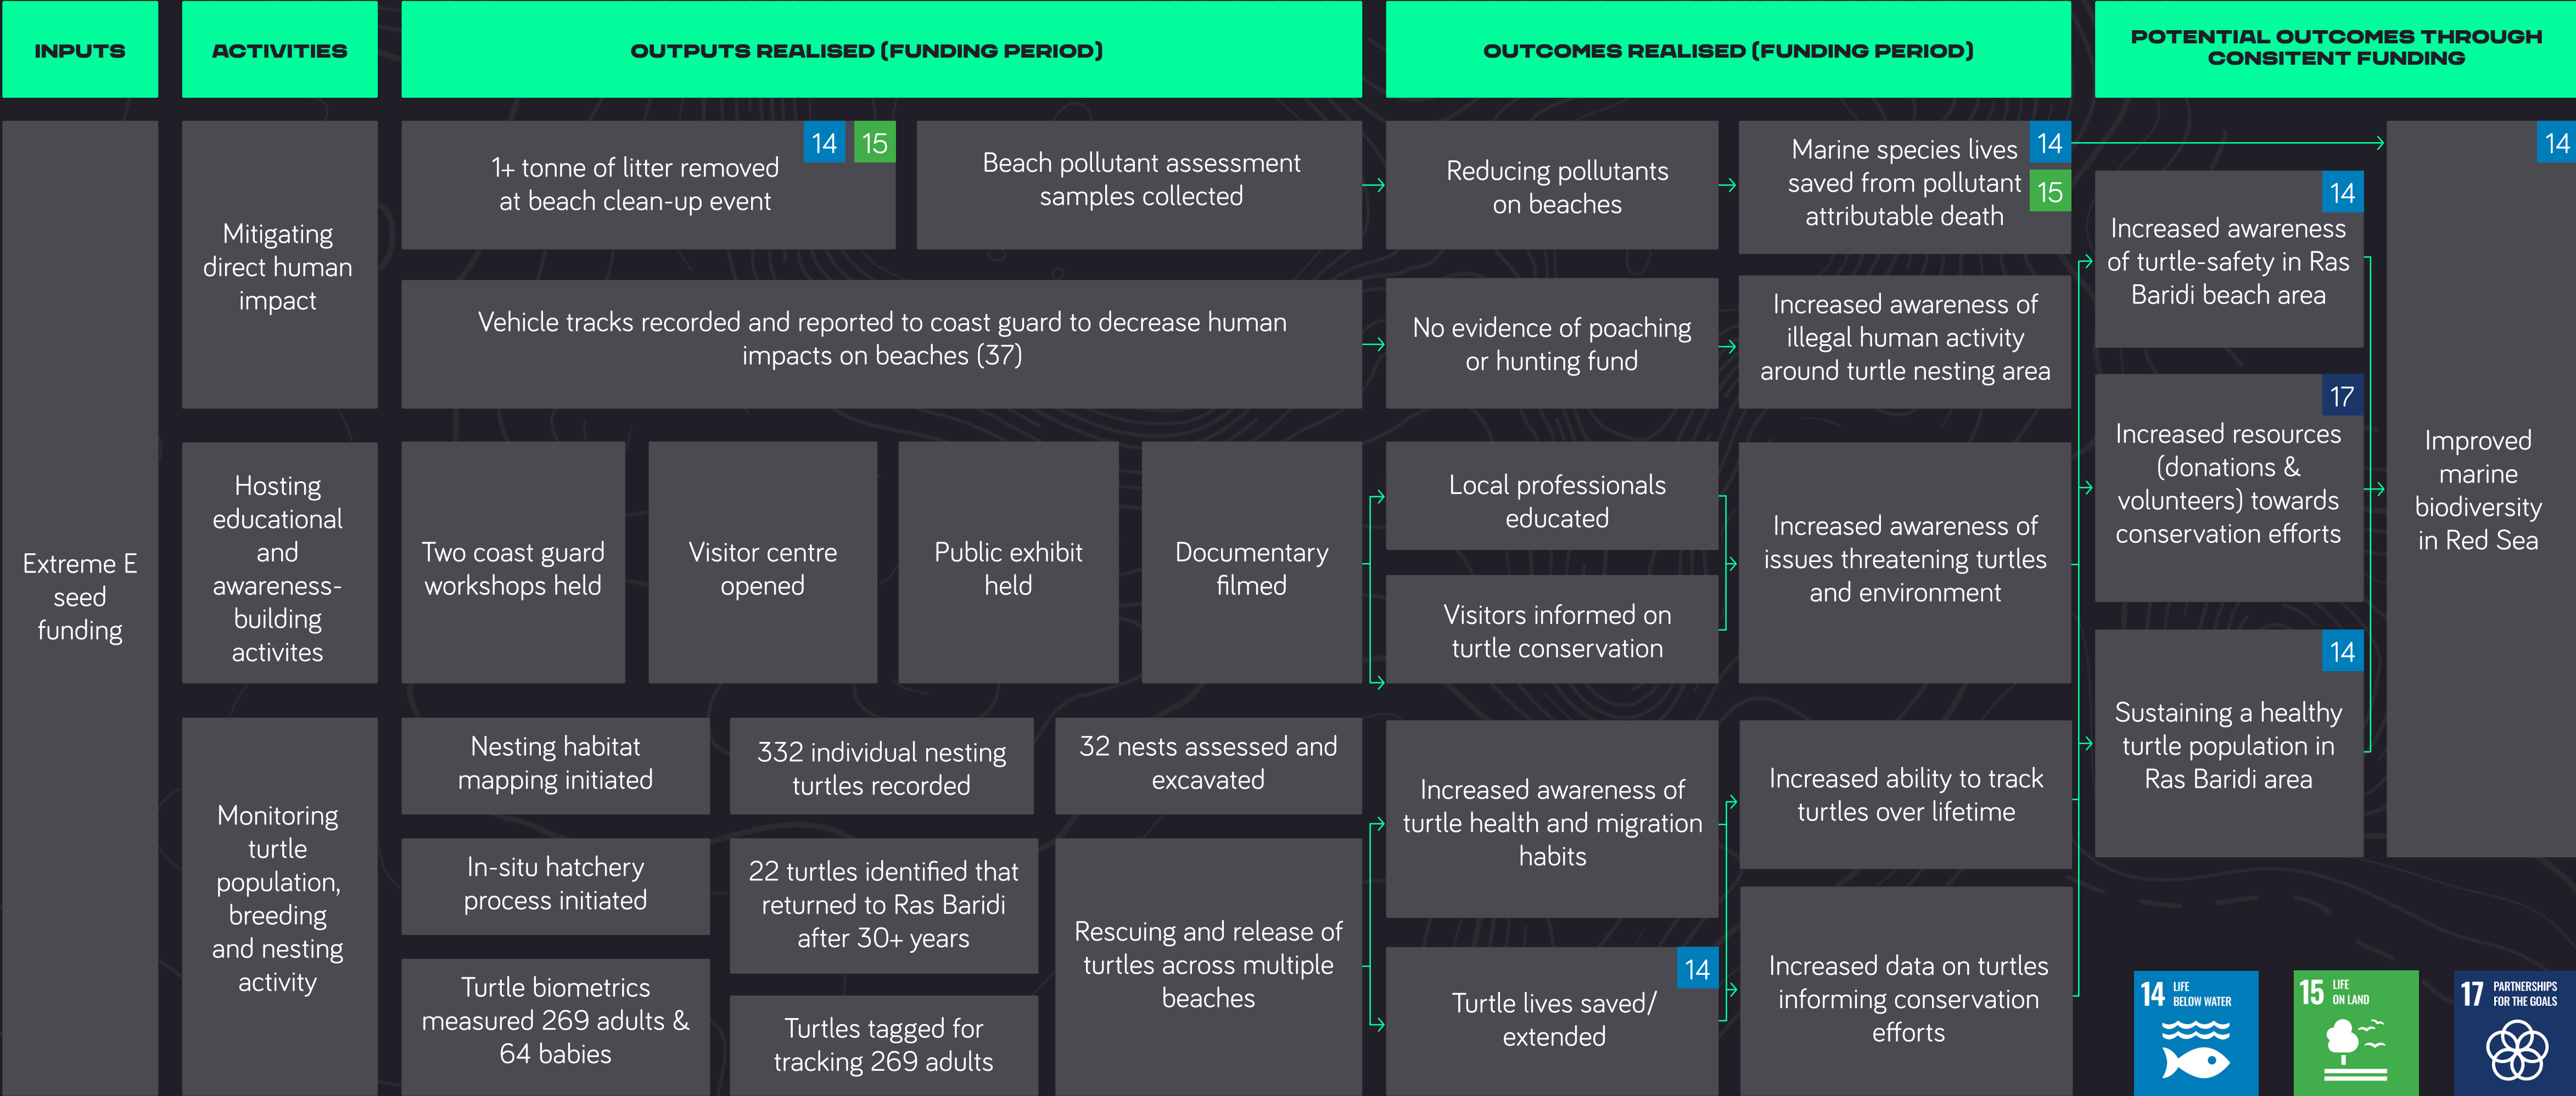 INPUTS
ACTIVITIES
OUTPUTS REALISED (FUNDING PERIOD)
OUTCOMES REALISED (FUNDING PERIOD)
POTENTIAL OUTCOMES THROUGH
CONSITENT FUNDING
Extreme E
seed
funding
Mitigating
direct human
impact
14
15
1+ tonne of litter removed
at beach clean-up event
Beach pollutant assessment
samples collected
Reducing pollutants
on beaches
Marine species lives
saved from pollutant
attributable death
14
15
Vehicle tracks recorded and reported to coast guard to decrease human
impacts on beaches (37)
No evidence of poaching
or hunting fund
Increased awareness of
illegal human activity
around turtle nesting area
Hosting
educational
and
awareness-
building
activites
Two coast guard
workshops held
Visitor centre
opened
Public exhibit
held
Documentary
filmed
Local professionals
educated
Visitors informed on
turtle conservation
Increased awareness of
issues threatening turtles
and environment
Monitoring
turtle
population,
breeding
and nesting
activity
Nesting habitat
mapping initiated
332 individual nesting
turtles recorded
32 nests assessed and
excavated
In-situ hatchery
process initiated
22 turtles identified that
returned to Ras Baridi
after 30+ years
Rescuing and release of
turtles across multiple
beaches
Turtle biometrics
measured 269 adults &
64 babies
Turtles tagged for
tracking 269 adults
Increased awareness of
turtle health and migration
habits
14
Turtle lives saved/
extended
Increased ability to track
turtles over lifetime
Increased data on turtles
informing conservation
efforts
14
Increased awareness
of turtle-safety in Ras
Baridi beach area
17
Increased resources
(donations &
volunteers) towards
conservation efforts
14
Sustaining a healthy
turtle population in
Ras Baridi area
14
Improved
marine
biodiversity
in Red Sea
14 LIFE
BELOW WATER
15 LIFE
ON LAND
17 PARTNERSHIPS
FOR THE GOALS